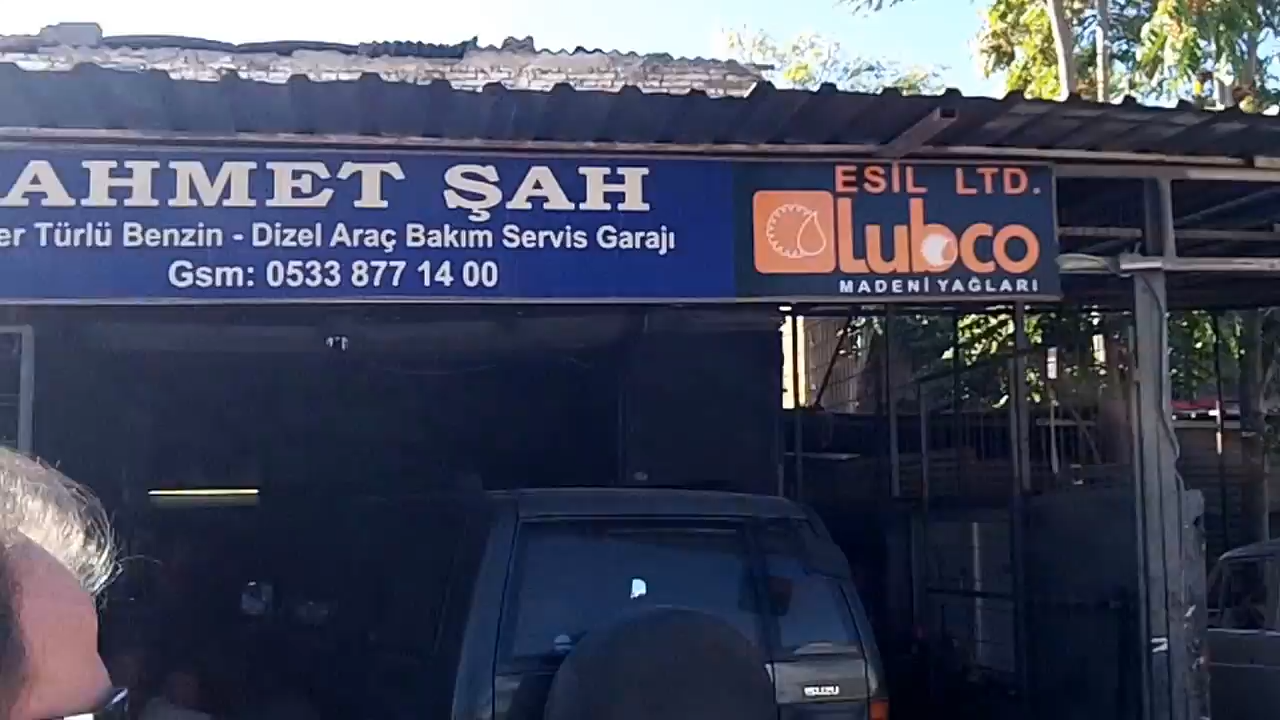 AHMET ŞAH
er Türlü Benzin - Dizel Araç Bakım Servis Garajı
Gsm: 0533 877 14 00
ESİL LTD.
Lubco
MADENİ YAĞLARI
ISUZU